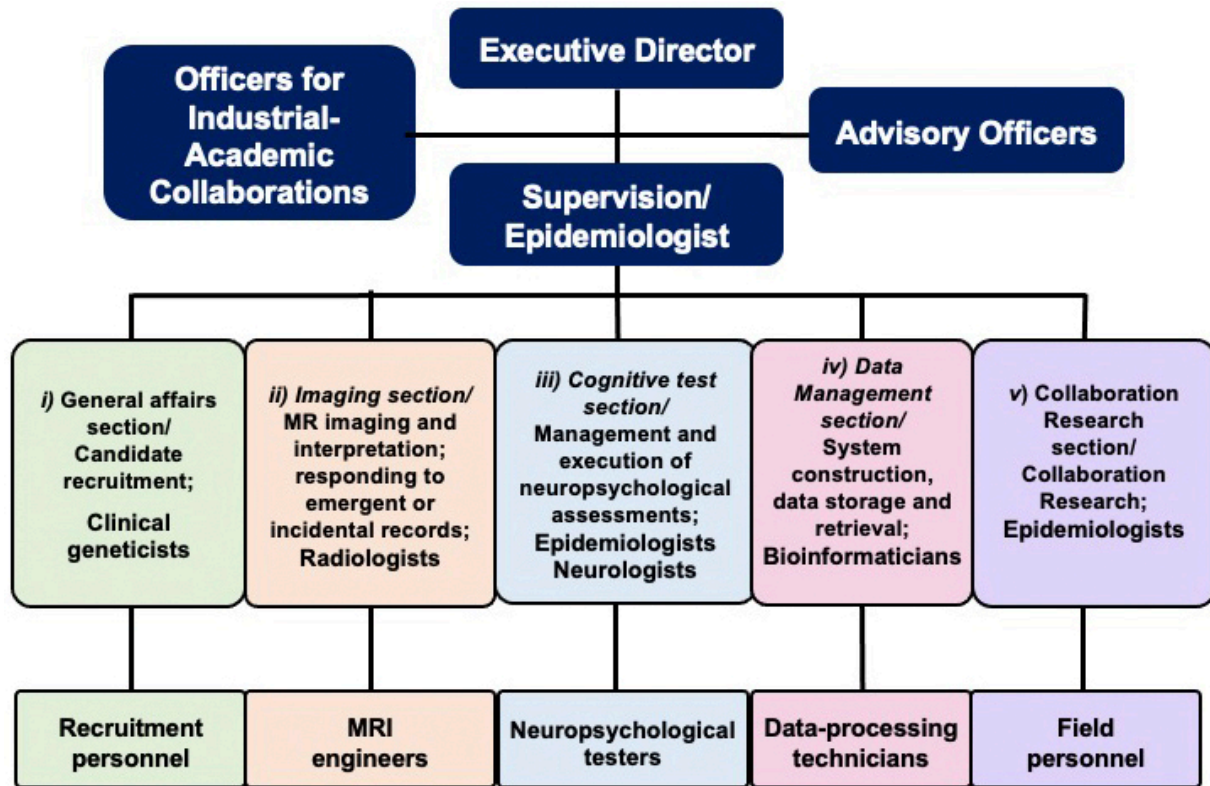 Executive Director
Officers for
Industrial-
Academic
Collaborations
Advisory Officers
Supervision/
Epidemiologist
i) General affairs
section/
Candidate
recruitment;
Clinical
geneticists
ii) Imaging section/
MR imaging and
interpretation;
responding to
emergent or
incidental records;
Radiologists
iii) Cognitive test
section/
Management and
execution of
neuropsychological
assessments;
Epidemiologists
Neurologists
iv) Data
Management
section/
System
construction,
data storage and
retrieval;
Bioinformaticians
v) Collaboration
Research
section/
Collaboration
Research;
Epidemiologists
Recruitment
personnel
MRI
engineers
Neuropsychological
testers
Data-processing
technicians
Field
personnel